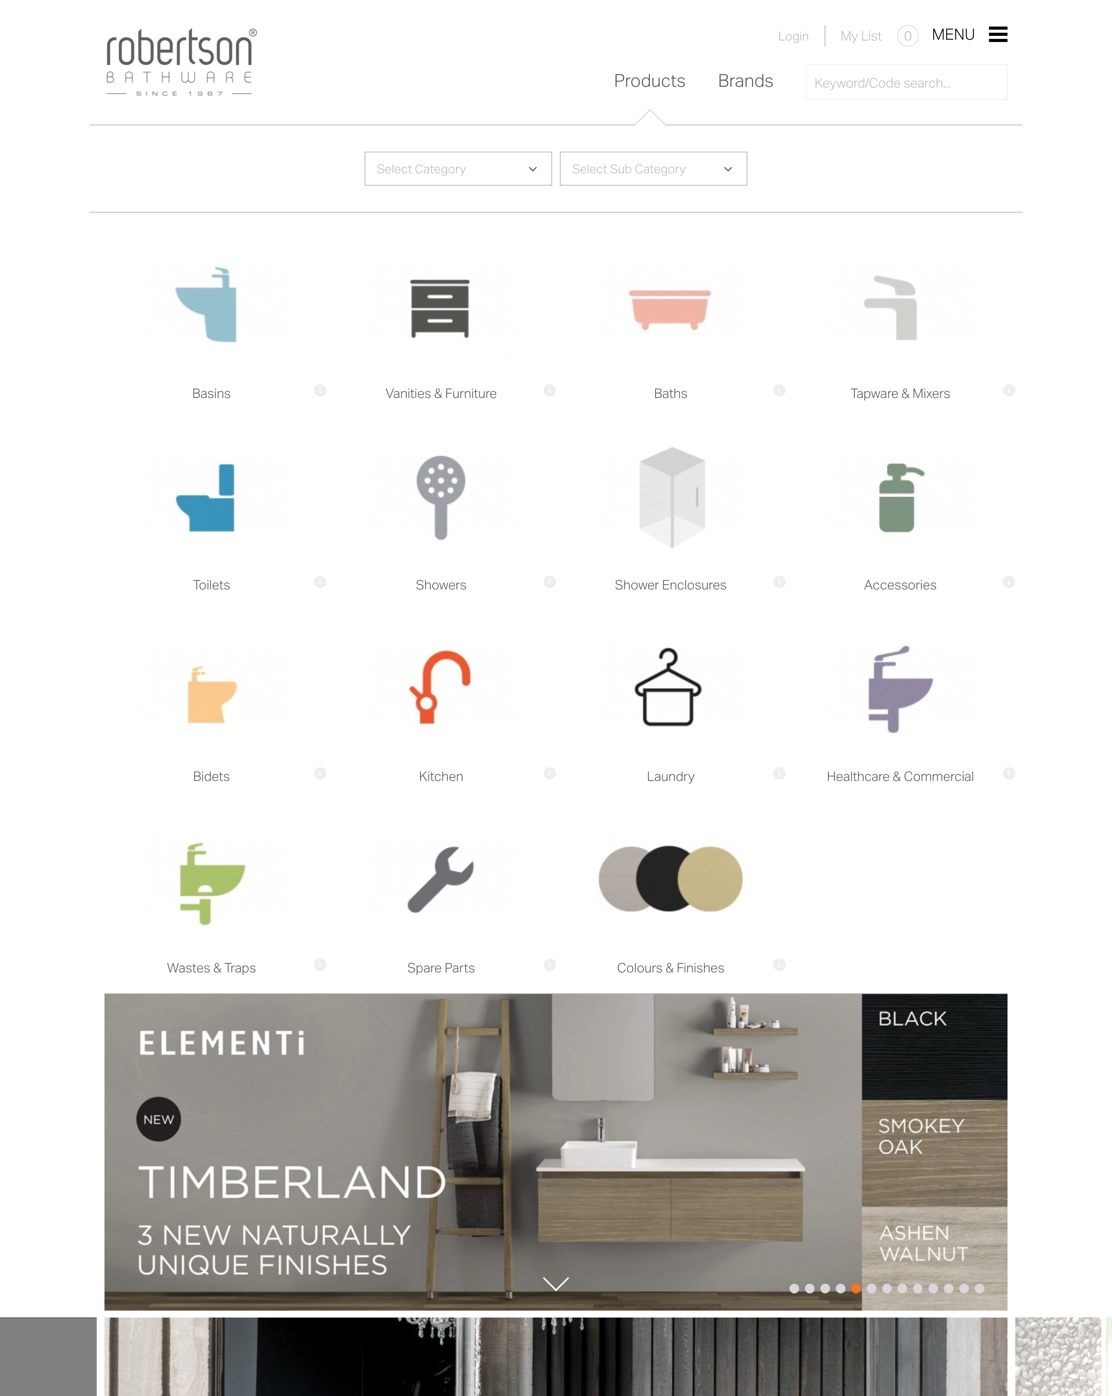 robertson®
BATHWARE
SINCE 1987
Login
My List
0
MENU
Products
Brands
Keyword/Code search...
Select Category
Select Sub Category
Basins
Vanities & Furniture
Baths
Tapware & Mixers
Toilets
Showers
Shower Enclosures
Accessories
Bidets
Kitchen
Laundry
Healthcare & Commercial
Wastes & Traps
Spare Parts
Colours & Finishes
ELEMENTi
NEW
TIMBERLAND
3 NEW NATURALLY
UNIQUE FINISHES
BLACK
SMOKEY
OAK
ASHEN
WALNUT